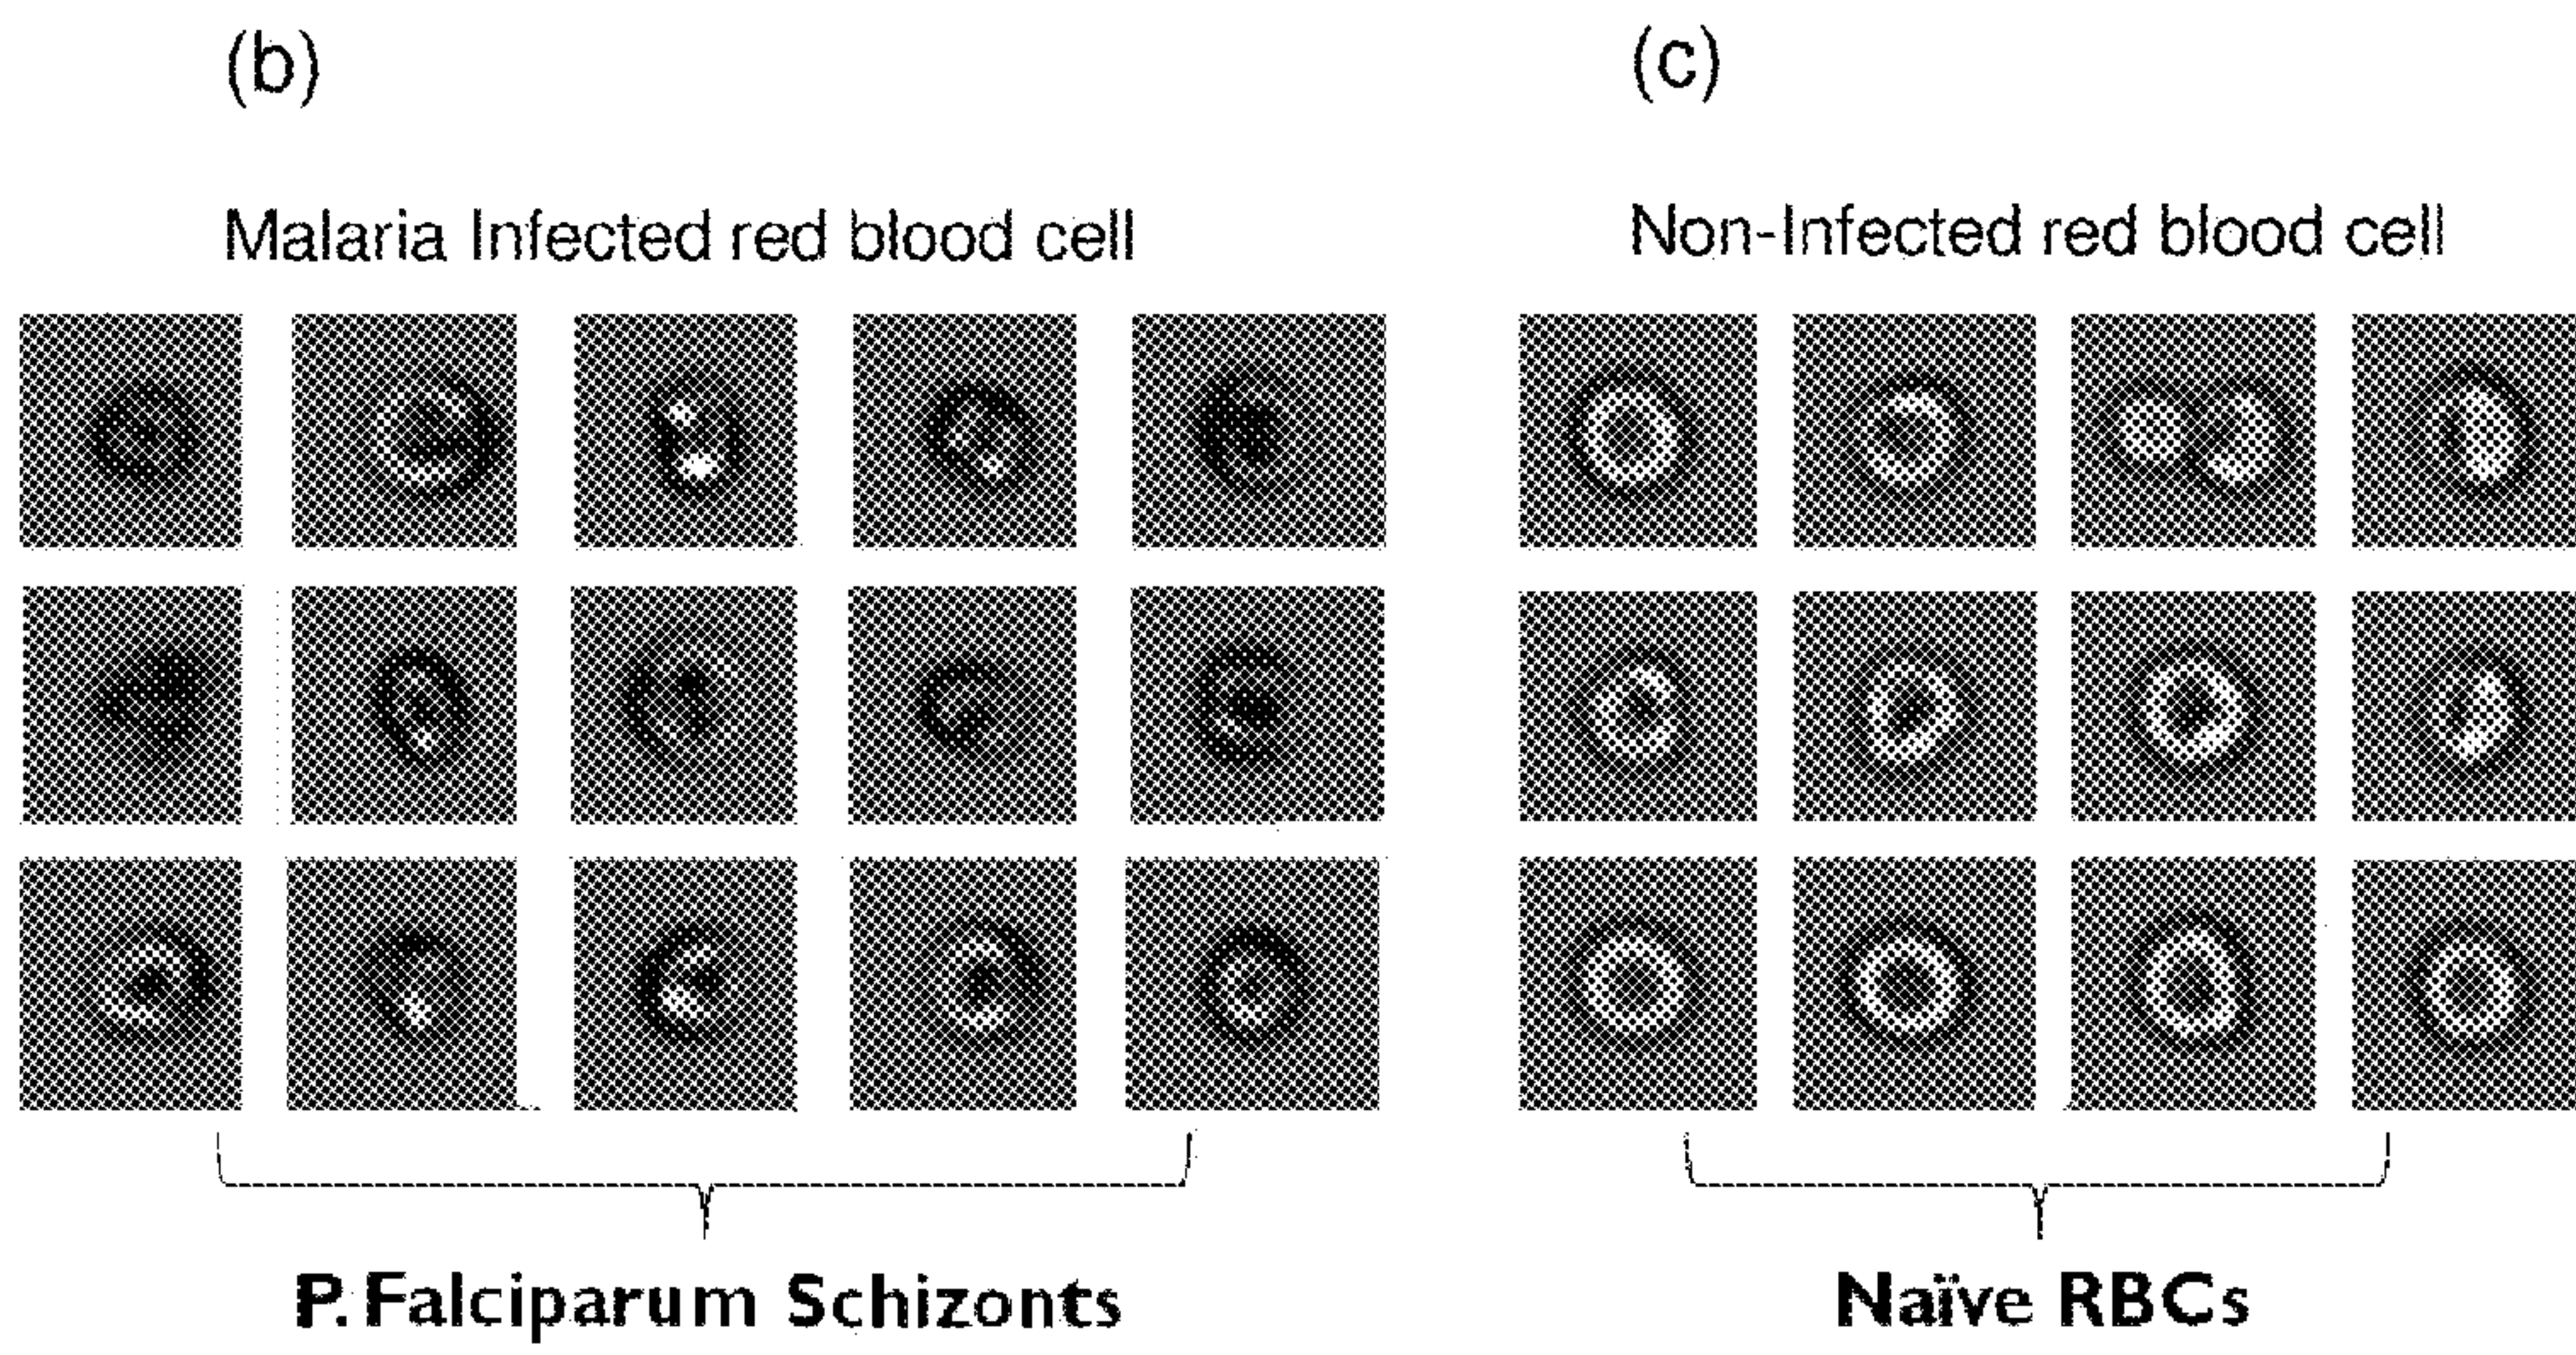 (b)
Malaria Infected red blood cell
P. Falciparum Schizonts
(c)
Non-Infected red blood cell
Naïve RBCs